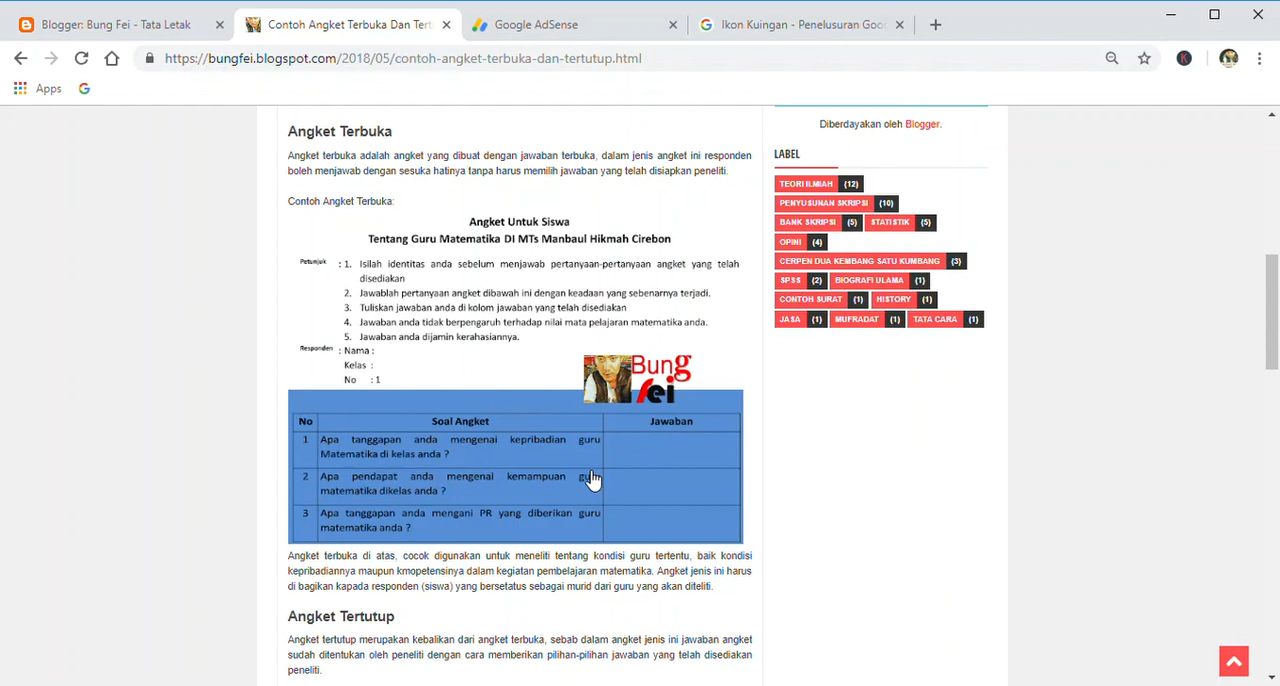 Blogger: Bung Fei - Tata Letak
Contoh Angket Terbuka Dan Tert
Google AdSense
Ikon Kuingan - Penelusuran Goo
https://bungfei.blogspot.com/2018/05/contoh-angket-terbuka-dan-tertutup.html
K
Apps
Angket Terbuka
Angket terbuka adalah angket yang dibuat dengan jawaban terbuka, dalam jenis angket ini responden
boleh menjawab dengan sesuka hatinya tanpa harus memilih jawaban yang telah disiapkan peneliti.
Contoh Angket Terbuka:
Angket Untuk Siswa
Tentang Guru Matematika DI MTs Manbaul Hikmah Cirebon
Petunjuk : 1. Isilah identitas anda sebelum menjawab pertanyaan-pertanyaan angket yang telah
disediakan
2. Jawablah pertanyaan angket dibawah ini dengan keadaan yang sebenarnya terjadi.
3. Tuliskan jawaban anda di kolom jawaban yang telah disediakan
4. Jawaban anda tidak berpengaruh terhadap nilai mata pelajaran matematika anda.
5. Jawaban anda dijamin kerahasiannya.
Responden : Nama :
Kelas :
No : 1
Bung
fei
No Soal Angket Jawaban
1 Apa tanggapan anda mengenai kepribadian guru
Matematika di kelas anda ?
2 Apa pendapat anda mengenai kemampuan guru
matematika dikelas anda ?
3 Apa tanggapan anda mengani PR yang diberikan guru
matematika anda ?
Angket terbuka di atas, cocok digunakan untuk meneliti tentang kondisi guru tertentu, baik kondisi
kepribadiannya maupun kmopetensinya dalam kegiatan pembelajaran matematika. Angket jenis ini harus
di bagikan kapada responden (siswa) yang bersetatus sebagai murid dari guru yang akan diteliti.
Angket Tertutup
Angket tertutup merupakan kebalikan dari angket terbuka, sebab dalam angket jenis ini jawaban angket
sudah ditentukan oleh peneliti dengan cara memberikan pilihan-pilihan jawaban yang telah disediakan
peneliti.
Diberdayakan oleh Blogger.
LABEL
TEORI ILMIAH (12)
PENYUSUNAN SKRIPSI (10)
BANK SKRIPSI (5) STATISTIK (5)
OPINI (4)
CERPEN DUA KEMBANG SATU KUMBANG (3)
SPSS (2) BIOGRAFI ULAMA (1)
CONTOH SURAT (1) HISTORY (1)
JASA (1) MUFRADAT (1) TATA CARA (1)